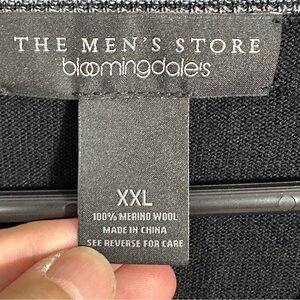 THE MEN'S STORE
bloomingdale's
XXL
100% MERINO WOOL
MADE IN CHINA
SEE REVERSE FOR CARE